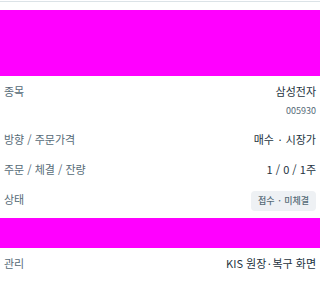 종목 삼성전자
005930
방향 / 주문가격 매수 · 시장가
주문 / 체결 / 잔량 1 / 0 / 1주
상태 접수 · 미체결
관리 KIS 원장·복구 화면